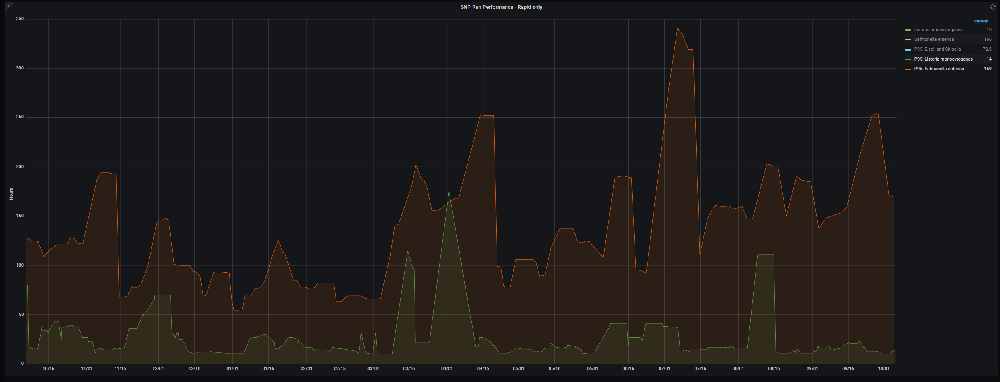 i
SNP Run Performance - Rapid only
350
300
250
200
150
100
50
0
Hours
10/16 11/01 11/15 12/01 12/16 01/01 01/16 02/01 02/15 03/01 03/16 04/01 04/16 05/01 05/16 06/01 06/16 07/01 07/16 08/01 08/16 09/01 09/16 10/01
current
Listeria monocytogenes 10
Salmonella enterica 166
P95: E.coli and Shigella 72.8
P95: Listeria monocytogenes 14
P95: Salmonella enterica 169